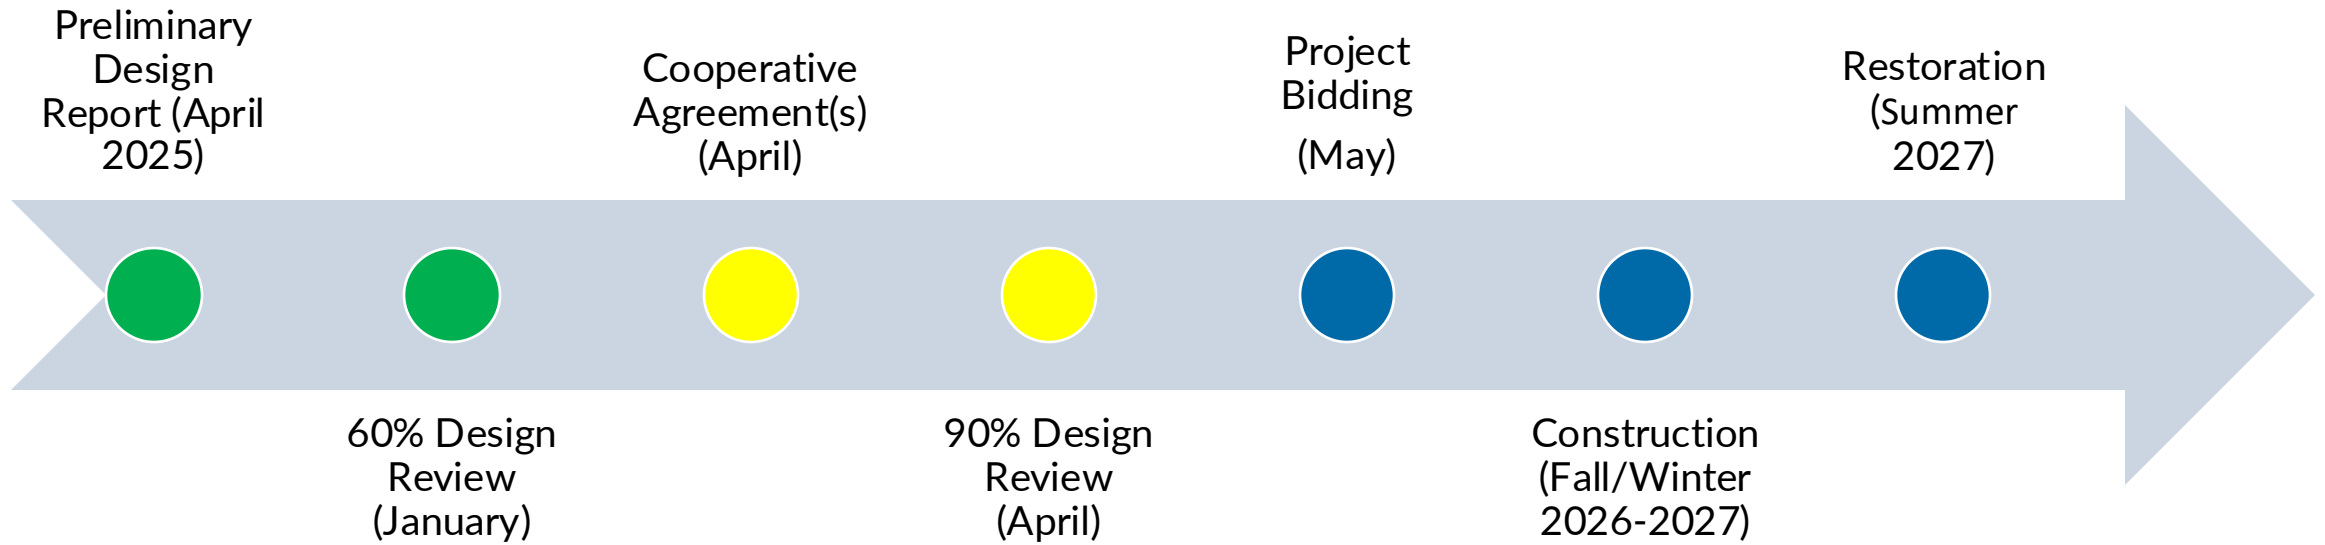 Preliminary
Design
Report (April
2025)
60% Design
Review
(January)
Cooperative
Agreement(s)
(April)
90% Design
Review
(April)
Project
Bidding
(May)
Construction
(Fall/Winter
2026-2027)
Restoration
(Summer
2027)